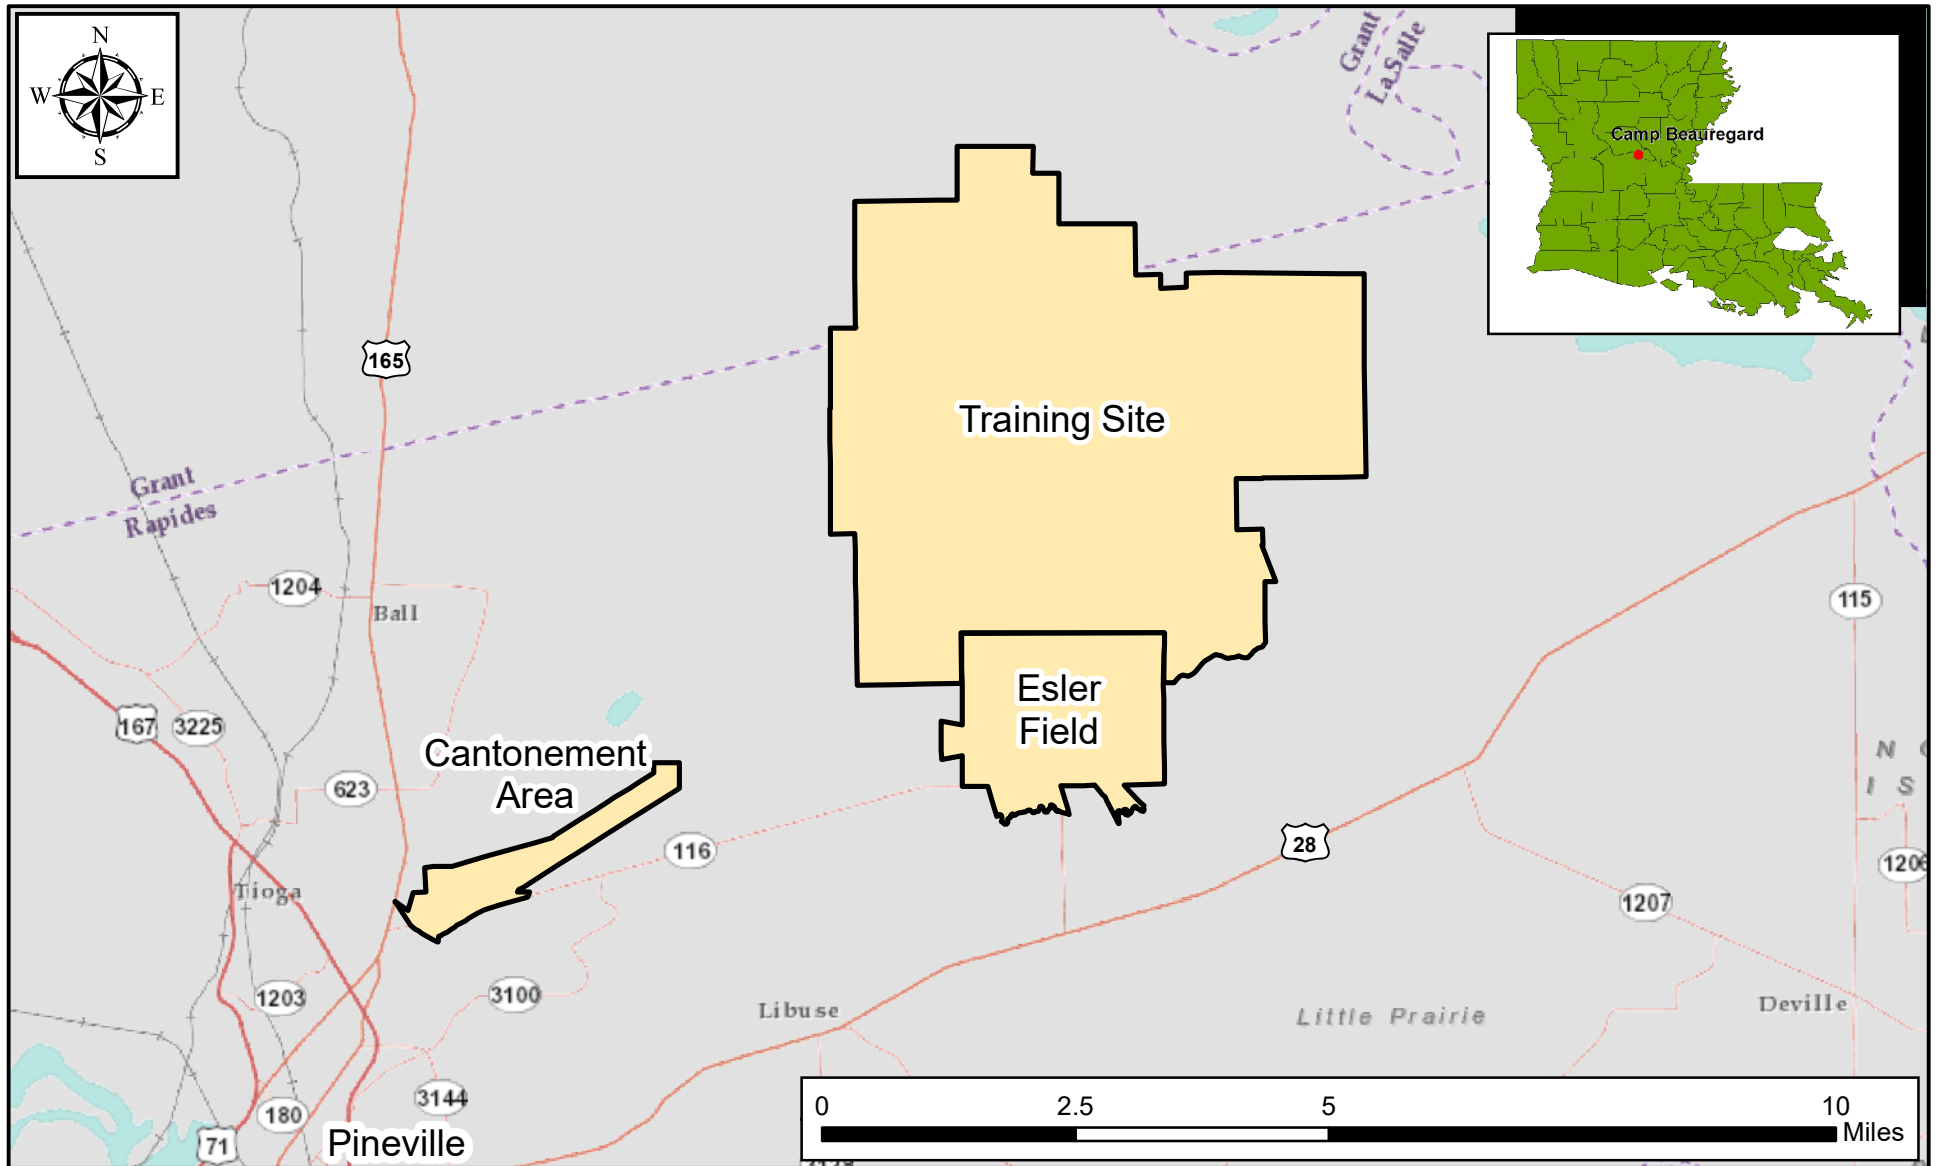 N
W
E
S
Grant
LaSalle
Camp Beauregard
165
Training Site
Grant
Rapides
1204
Ball
115
Esler
Field
167
3225
Cantonement
Area
623
N
I S
116
28
1206
Tioga
1207
1203
3100
Libuse
Little Prairie
Deville
3144
180
71
Pineville
0
2.5
5
10
Miles